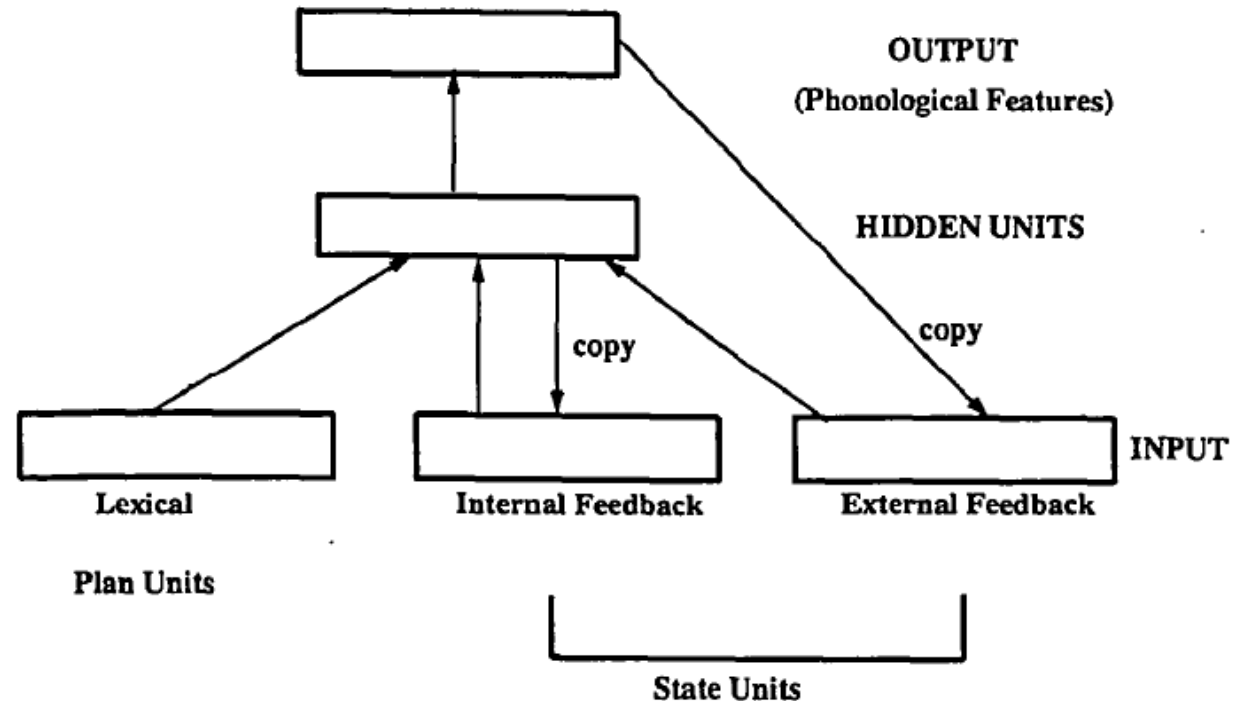 OUTPUT
(Phonological Features)
HIDDEN UNITS
copy
copy
INPUT
Lexical
Internal Feedback
External Feedback
Plan Units
State Units